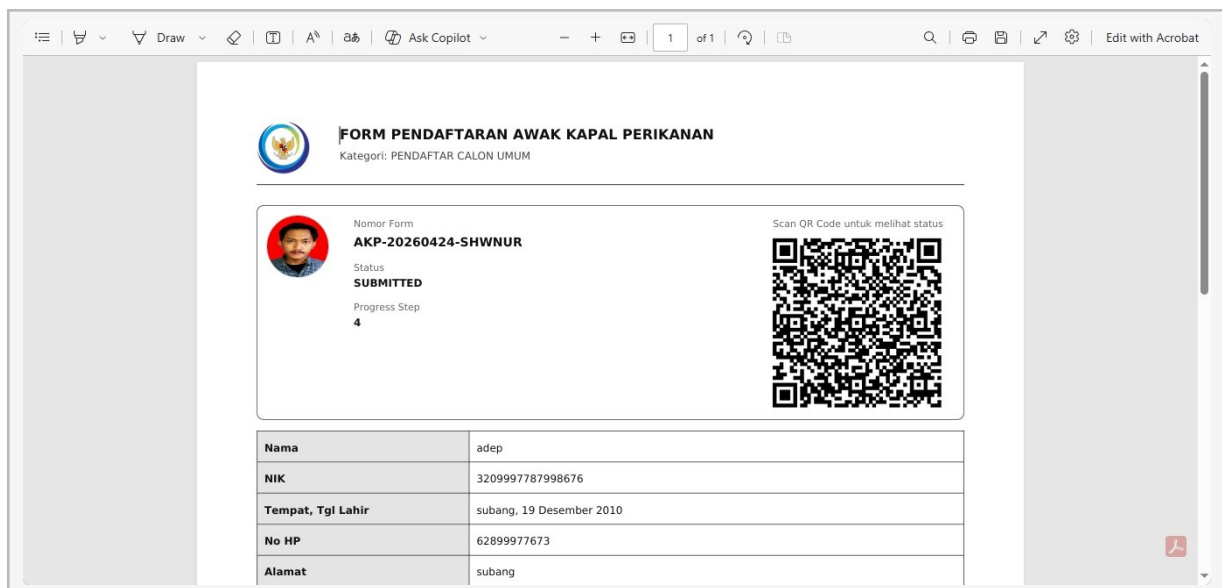 Draw
Ask Copilot
1 of 1
Edit with Acrobat
FORM PENDAFTARAN AWAK KAPAL PERIKANAN
Kategori: PENDAFTAR CALON UMUM
Nomor Form
AKP-20260424-SHWNUR
Status
SUBMITTED
Progress Step
4
Scan QR Code untuk melihat status
Nama adep
NIK 3209997787998676
Tempat, Tgl Lahir subang, 19 Desember 2010
No HP 62899977673
Alamat subang